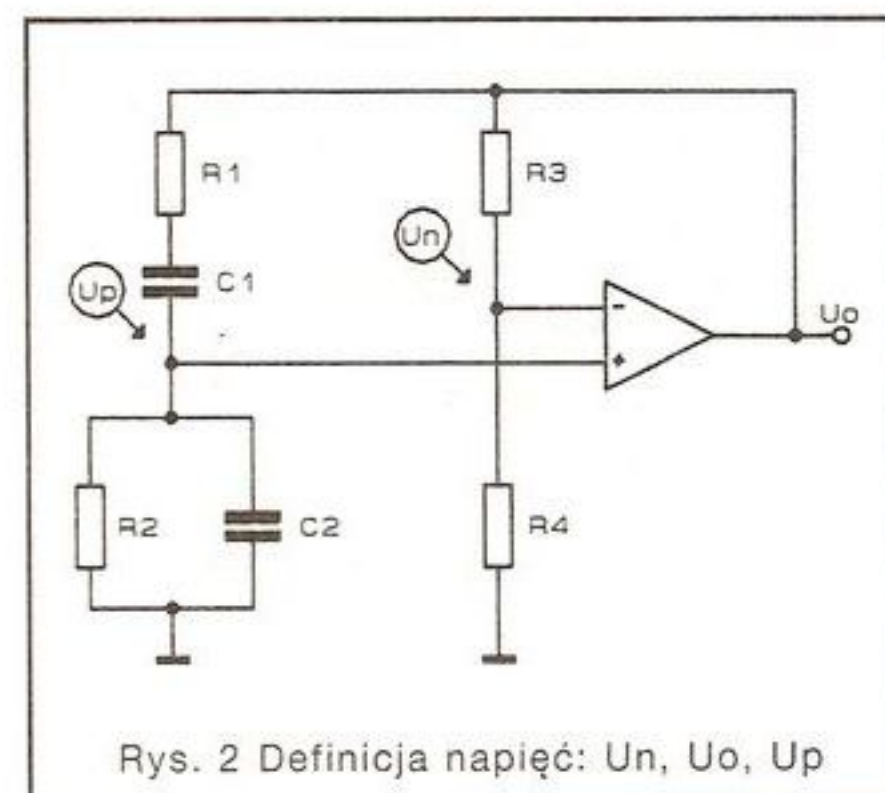 R1
R3
Un
C1
Up
-
Uo
+
R2
C2
R4
Rys. 2 Definicja napięć: Un, Uo, Up